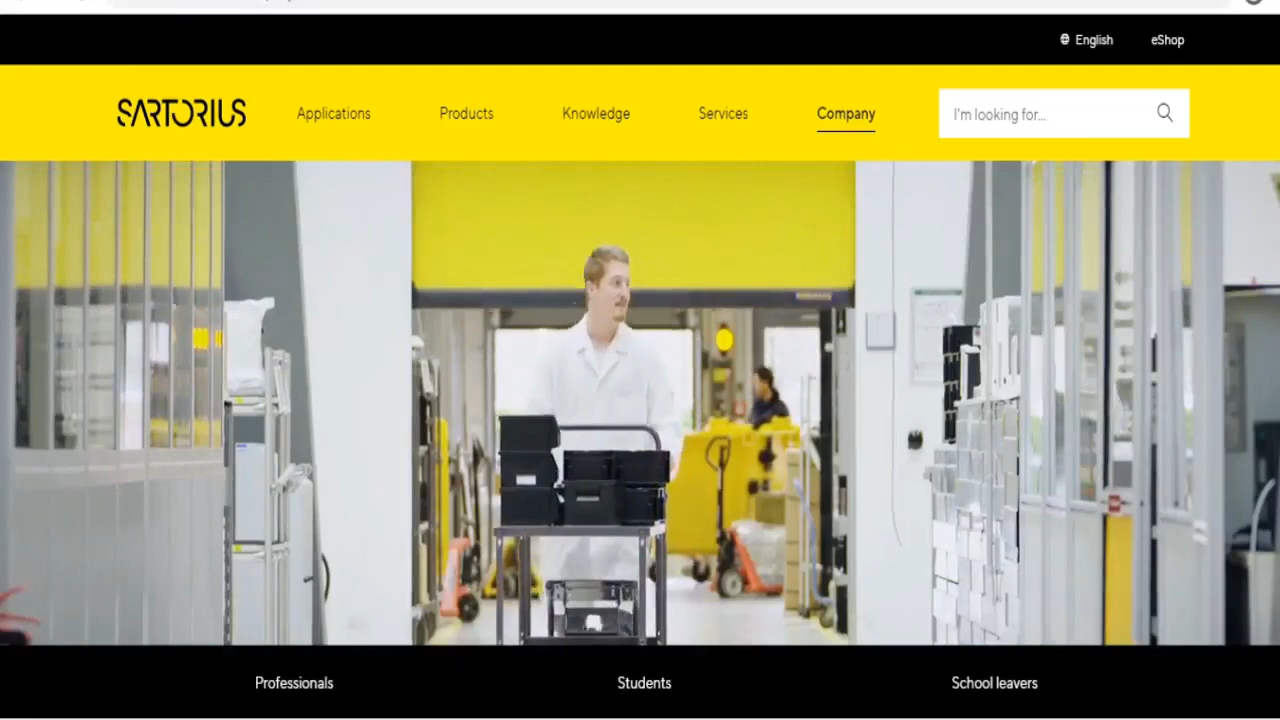 English eShop
SARTORIUS Applications Products Knowledge Services Company I'm looking for...
Professionals Students School leavers